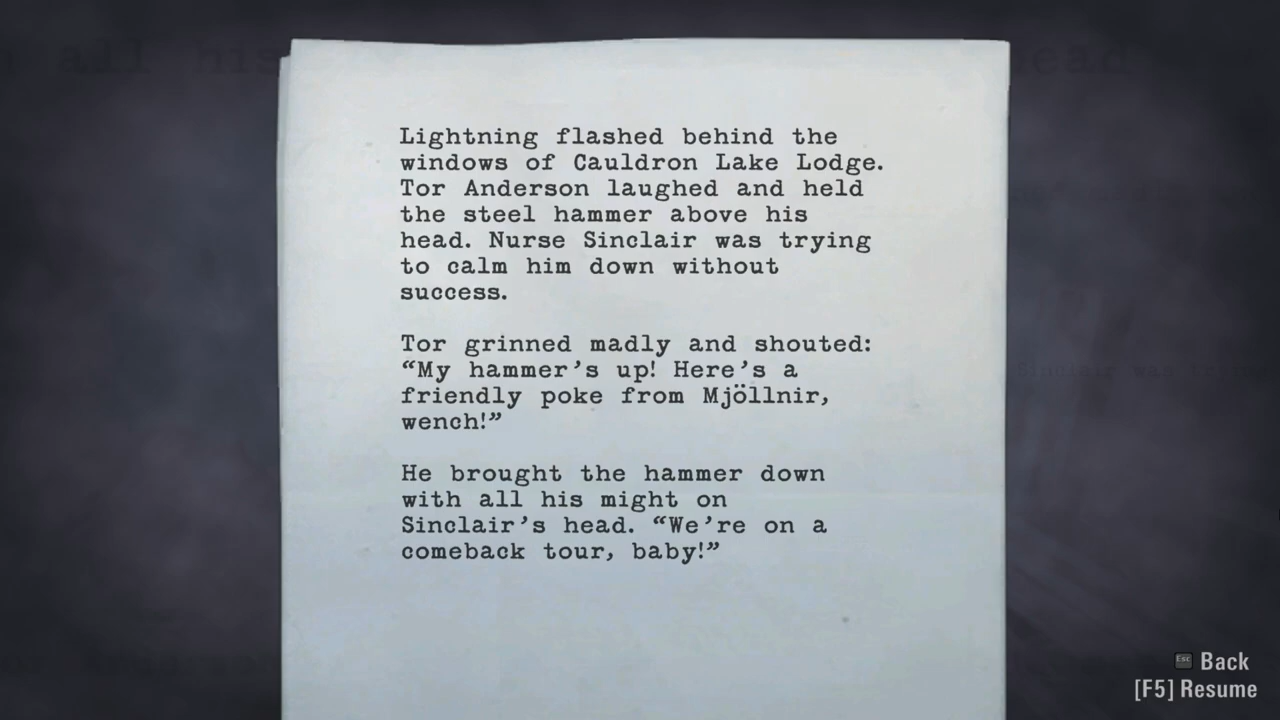 Lightning flashed behind the
windows of Cauldron Lake Lodge.
Tor Anderson laughed and held
the steel hammer above his
head. Nurse Sinclair was trying
to calm him down without
success.
Tor grinned madly and shouted:
“My hammer’s up! Here’s a
friendly poke from Mjöllnir,
wench!”
He brought the hammer down
with all his might on
Sinclair’s head. “We’re on a
comeback tour, baby!”
Esc Back
[F5] Resume